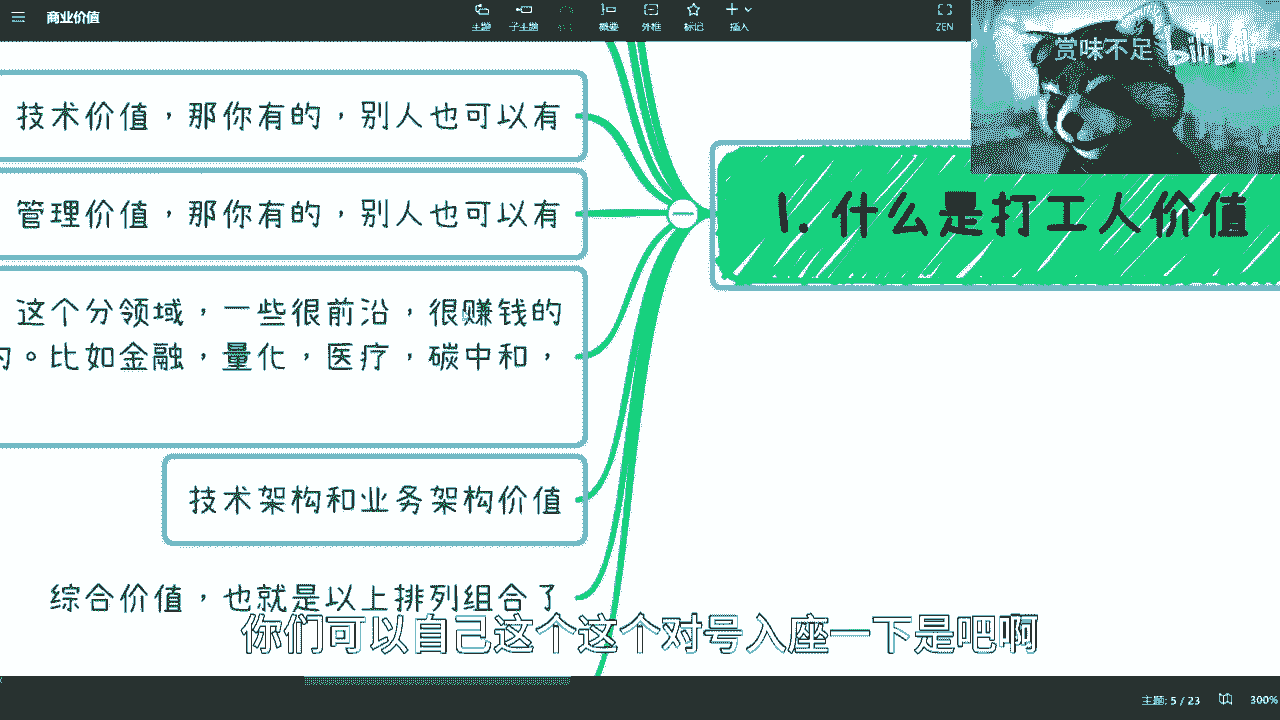 商业价值
主题
子主题
概要
外框
标记
插入
ZEN
赏味不足
bilibili
技术价值，那你有的，别人也可以有
管理价值，那你有的，别人也可以有
1. 什么是打工人价值
这个分领域，一些很前沿，很赚钱的
的。比如金融，量化，医疗，碳中和，
技术架构和业务架构价值
综合价值，也就是以上排列组合了
你们可以自己这个这个对号入座一下是吧啊
主题: 5 / 23
300%